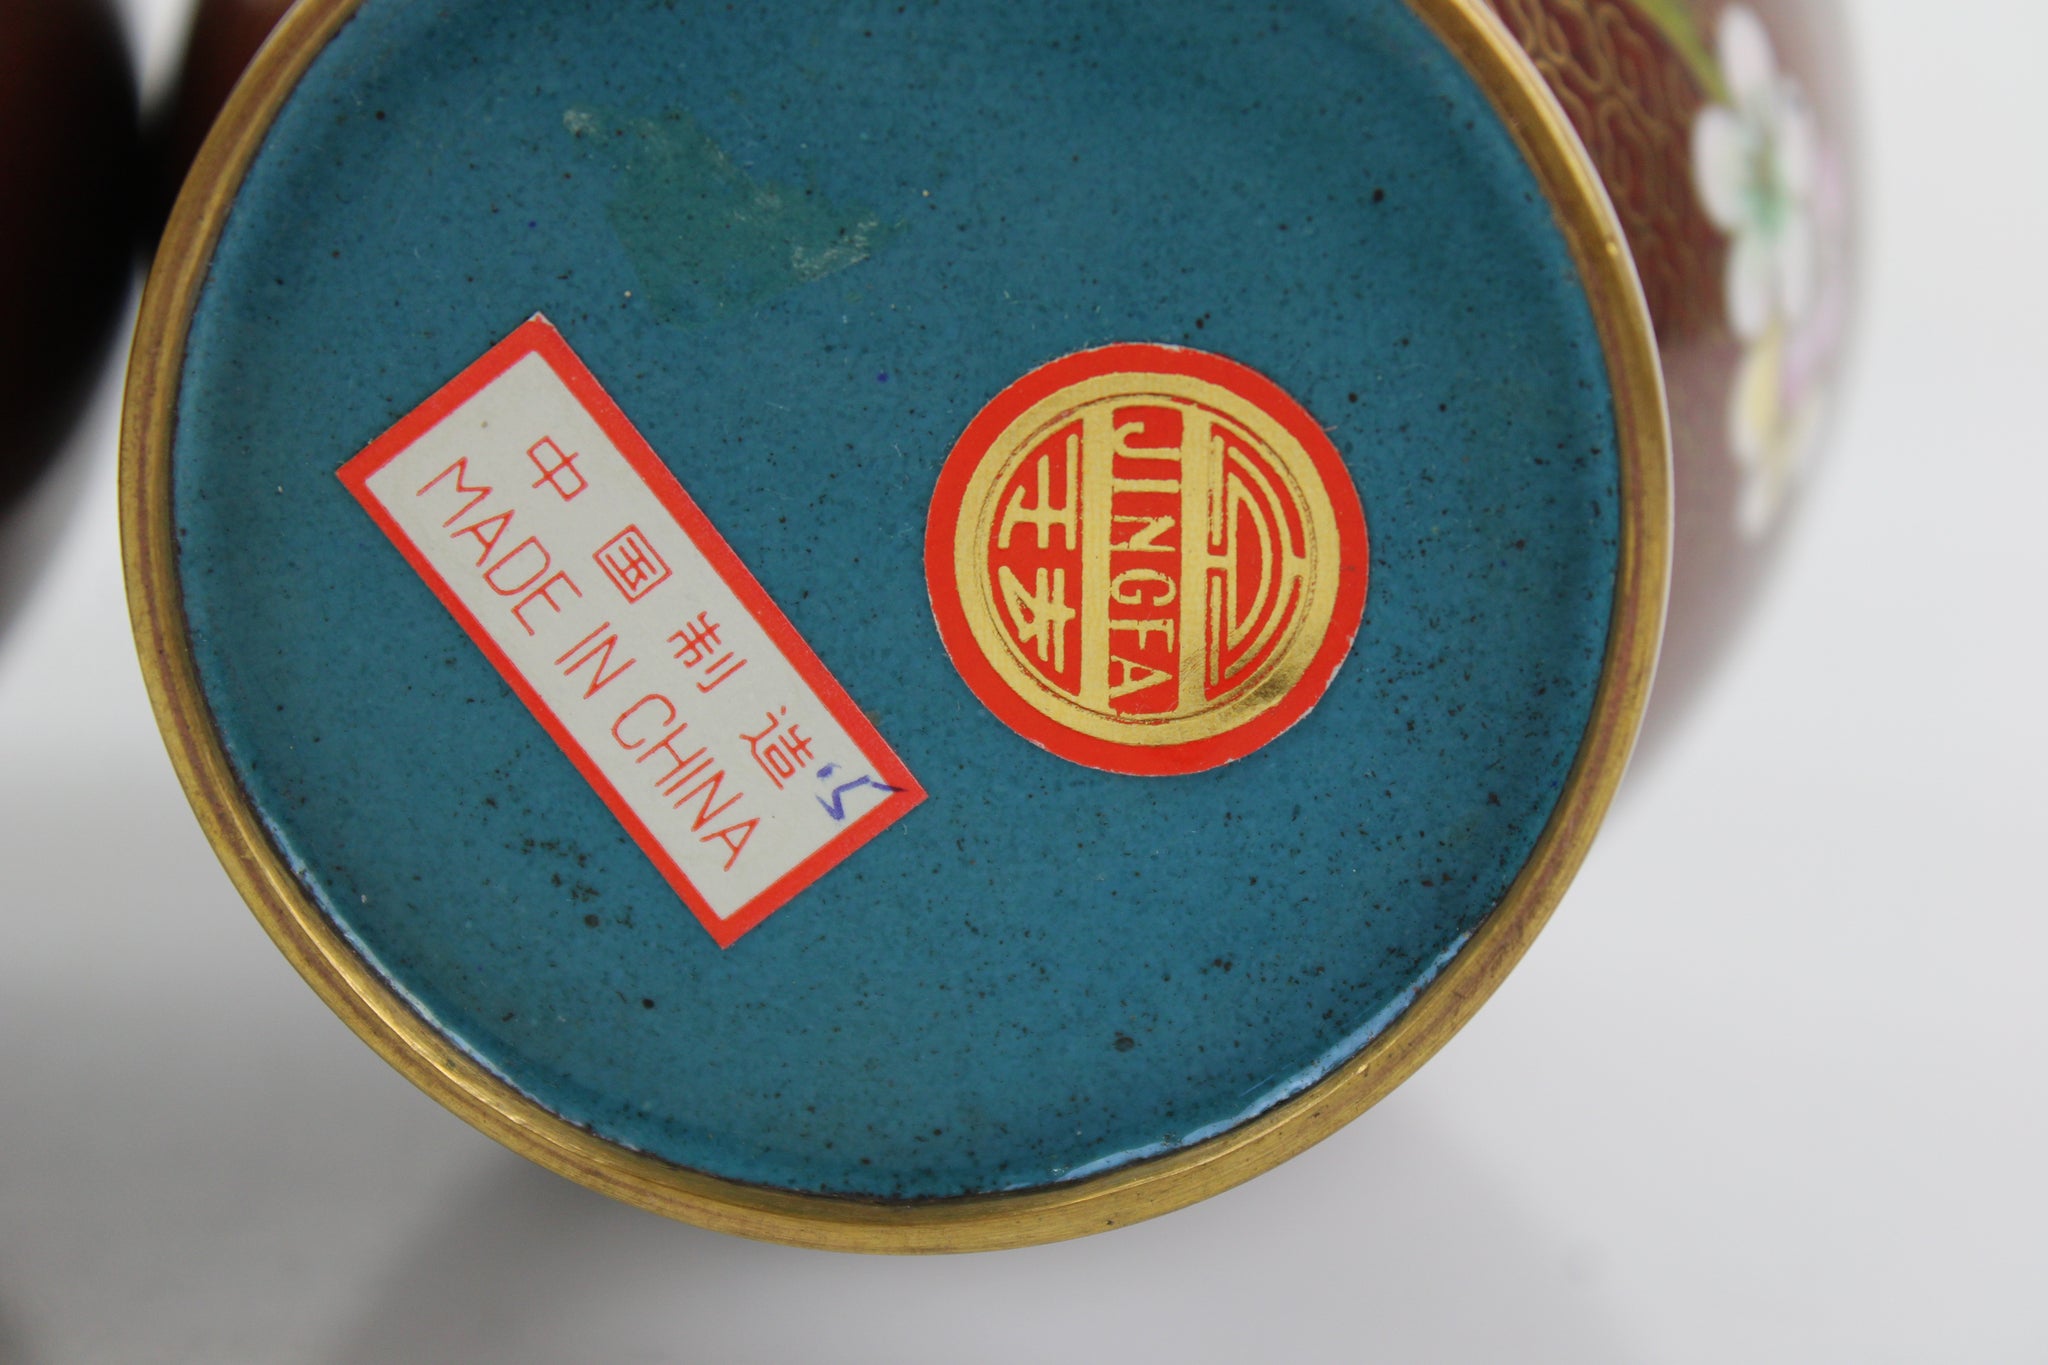 中国制造
MADE IN CHINA
JINGFA